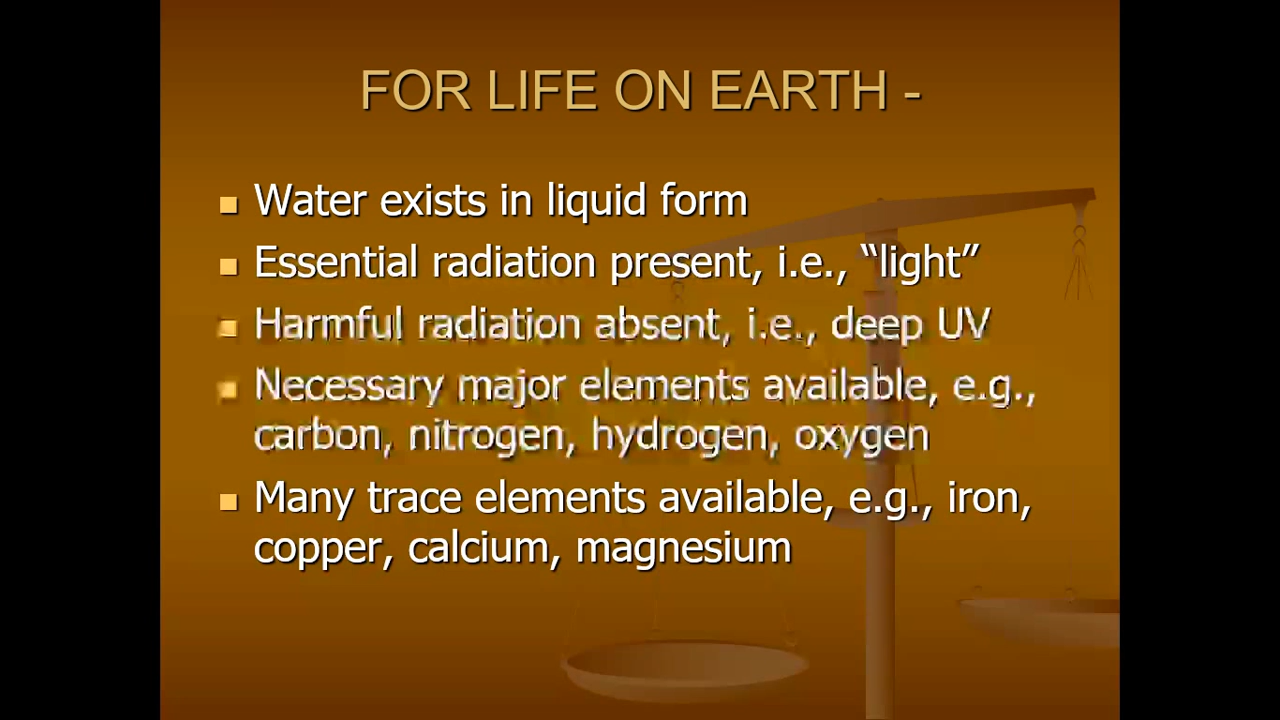 FOR LIFE ON EARTH -
Water exists in liquid form
Essential radiation present, i.e., “light”
Harmful radiation absent, i.e., deep UV
Necessary major elements available, e.g.,
carbon, nitrogen, hydrogen, oxygen
Many trace elements available, e.g., iron,
copper, calcium, magnesium